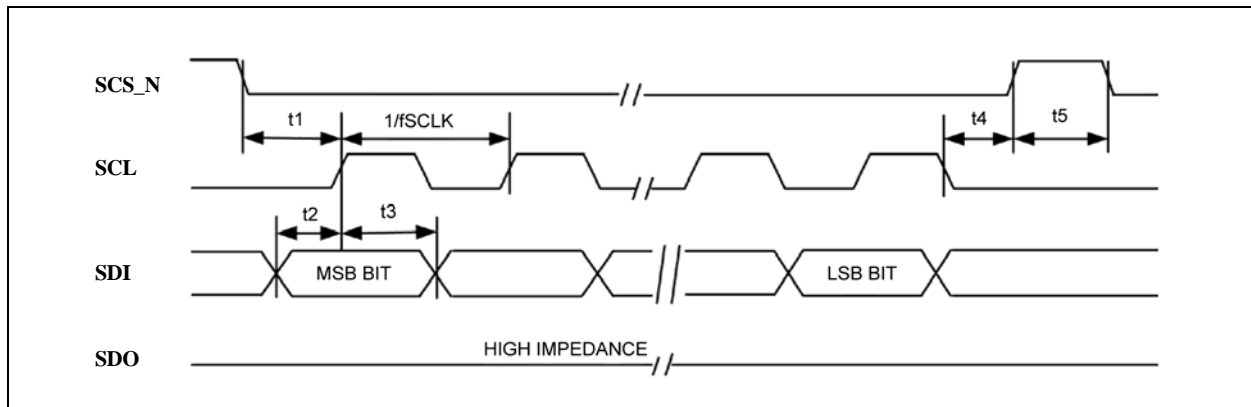 SCS_N
t1
1/fSCLK
t4
t5
SCL
t2
t3
SDI
MSB BIT
LSB BIT
SDO
HIGH IMPEDANCE